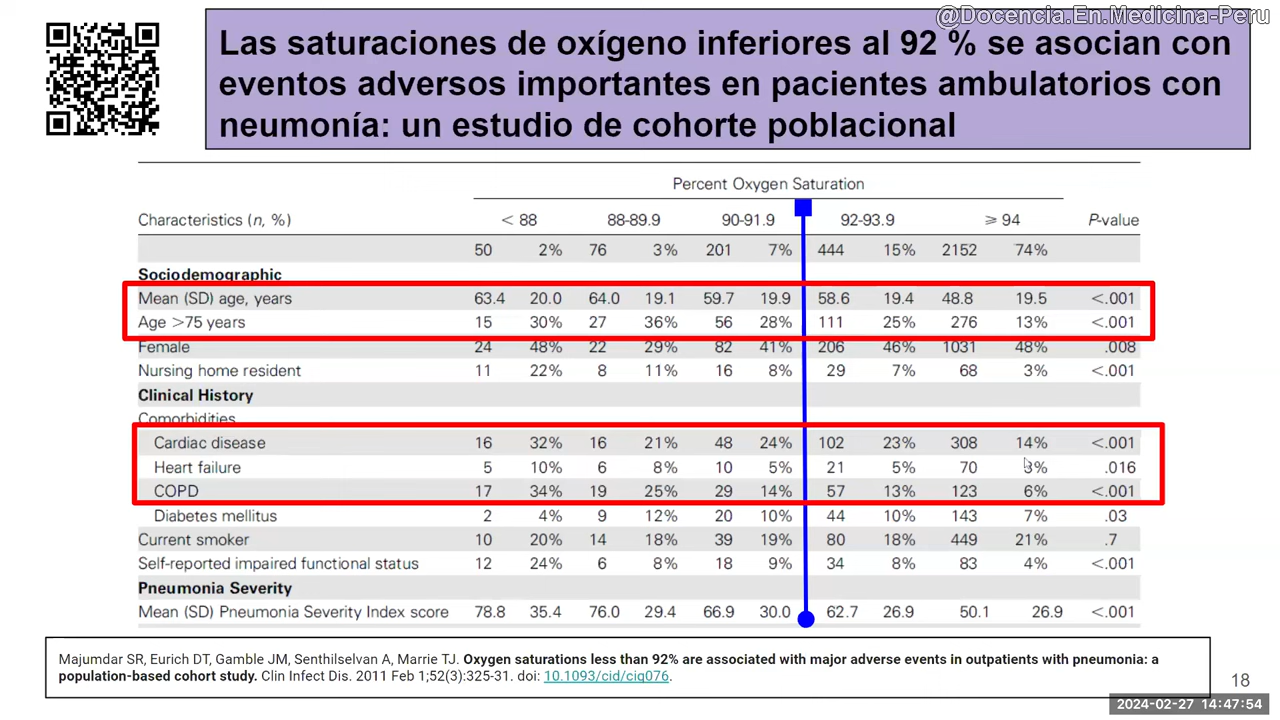 @Docencia.En.Medicina-Peru
Las saturaciones de oxígeno inferiores al 92 % se asocian con
eventos adversos importantes en pacientes ambulatorios con
neumonía: un estudio de cohorte poblacional
Percent Oxygen Saturation
Characteristics (n, %) < 88 88-89.9 90-91.9 92-93.9 ≥ 94 P-value
50 2% 76 3% 201 7% 444 15% 2152 74%
Sociodemographic
Mean (SD) age, years 63.4 20.0 64.0 19.1 59.7 19.9 58.6 19.4 48.8 19.5 <.001
Age >75 years 15 30% 27 36% 56 28% 111 25% 276 13% <.001
Female 24 48% 22 29% 82 41% 206 46% 1031 48% .008
Nursing home resident 11 22% 8 11% 16 8% 29 7% 68 3% <.001
Clinical History
Comorbidities
Cardiac disease 16 32% 16 21% 48 24% 102 23% 308 14% <.001
Heart failure 5 10% 6 8% 10 5% 21 5% 70 3% .016
COPD 17 34% 19 25% 29 14% 57 13% 123 6% <.001
Diabetes mellitus 2 4% 9 12% 20 10% 44 10% 143 7% .03
Current smoker 10 20% 14 18% 39 19% 80 18% 449 21% .7
Self-reported impaired functional status 12 24% 6 8% 18 9% 34 8% 83 4% <.001
Pneumonia Severity
Mean (SD) Pneumonia Severity Index score 78.8 35.4 76.0 29.4 66.9 30.0 62.7 26.9 50.1 26.9 <.001
Majumdar SR, Eurich DT, Gamble JM, Senthilselvan A, Marrie TJ. Oxygen saturations less than 92% are associated with major adverse events in outpatients with pneumonia: a
population-based cohort study. Clin Infect Dis. 2011 Feb 1;52(3):325-31. doi: 10.1093/cid/ciq076.
18
2024-02-27 14:47:54